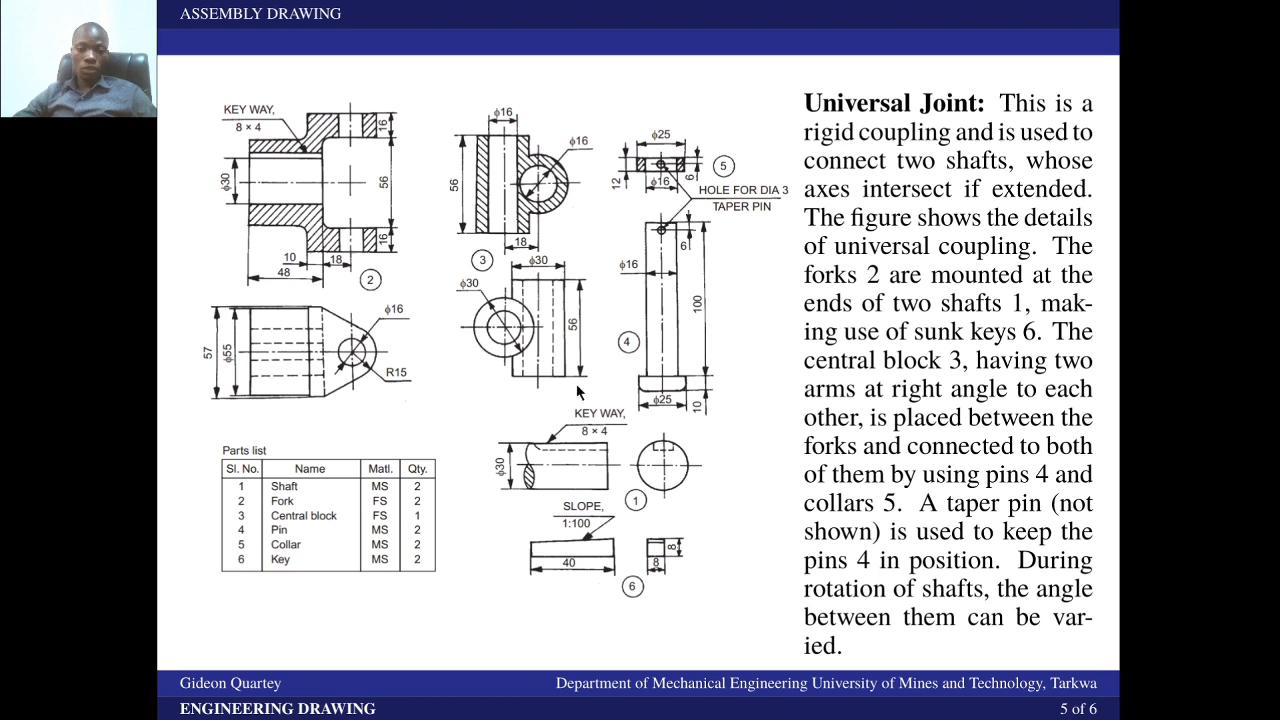 ASSEMBLY DRAWING
KEY WAY,
8 × 4
16
ϕ30
56
16
10
18
48
2
ϕ16
ϕ16
56
18
3
ϕ25
12
ϕ16
6
5
HOLE FOR DIA 3
TAPER PIN
6
ϕ16
100
4
ϕ25
10
57
ϕ55
ϕ16
R15
ϕ30
ϕ30
56
KEY WAY,
8 × 4
ϕ30
1
SLOPE,
1:100
40
8
8
6
Parts list
Sl. No. Name Matl. Qty.
1 Shaft MS 2
2 Fork FS 2
3 Central block FS 1
4 Pin MS 2
5 Collar MS 2
6 Key MS 2
Universal Joint: This is a
rigid coupling and is used to
connect two shafts, whose
axes intersect if extended.
The figure shows the details
of universal coupling. The
forks 2 are mounted at the
ends of two shafts 1, mak-
ing use of sunk keys 6. The
central block 3, having two
arms at right angle to each
other, is placed between the
forks and connected to both
of them by using pins 4 and
collars 5. A taper pin (not
shown) is used to keep the
pins 4 in position. During
rotation of shafts, the angle
between them can be var-
ied.
Gideon Quartey
Department of Mechanical Engineering University of Mines and Technology, Tarkwa
ENGINEERING DRAWING
5 of 6